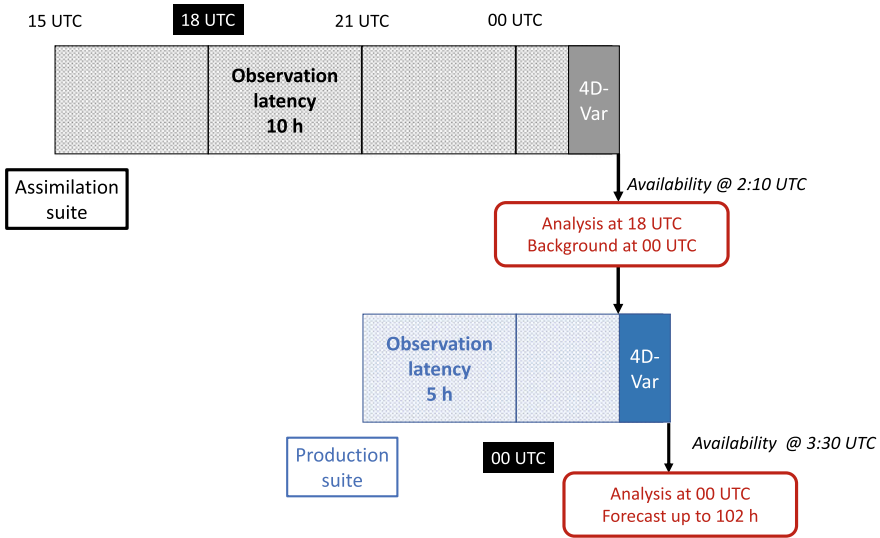 15 UTC
18 UTC
21 UTC
00 UTC
Observation
latency
10 h
4D-
Var
Assimilation
suite
Availability @ 2:10 UTC
Analysis at 18 UTC
Background at 00 UTC
Observation
latency
5 h
4D-
Var
Production
suite
00 UTC
Availability @ 3:30 UTC
Analysis at 00 UTC
Forecast up to 102 h